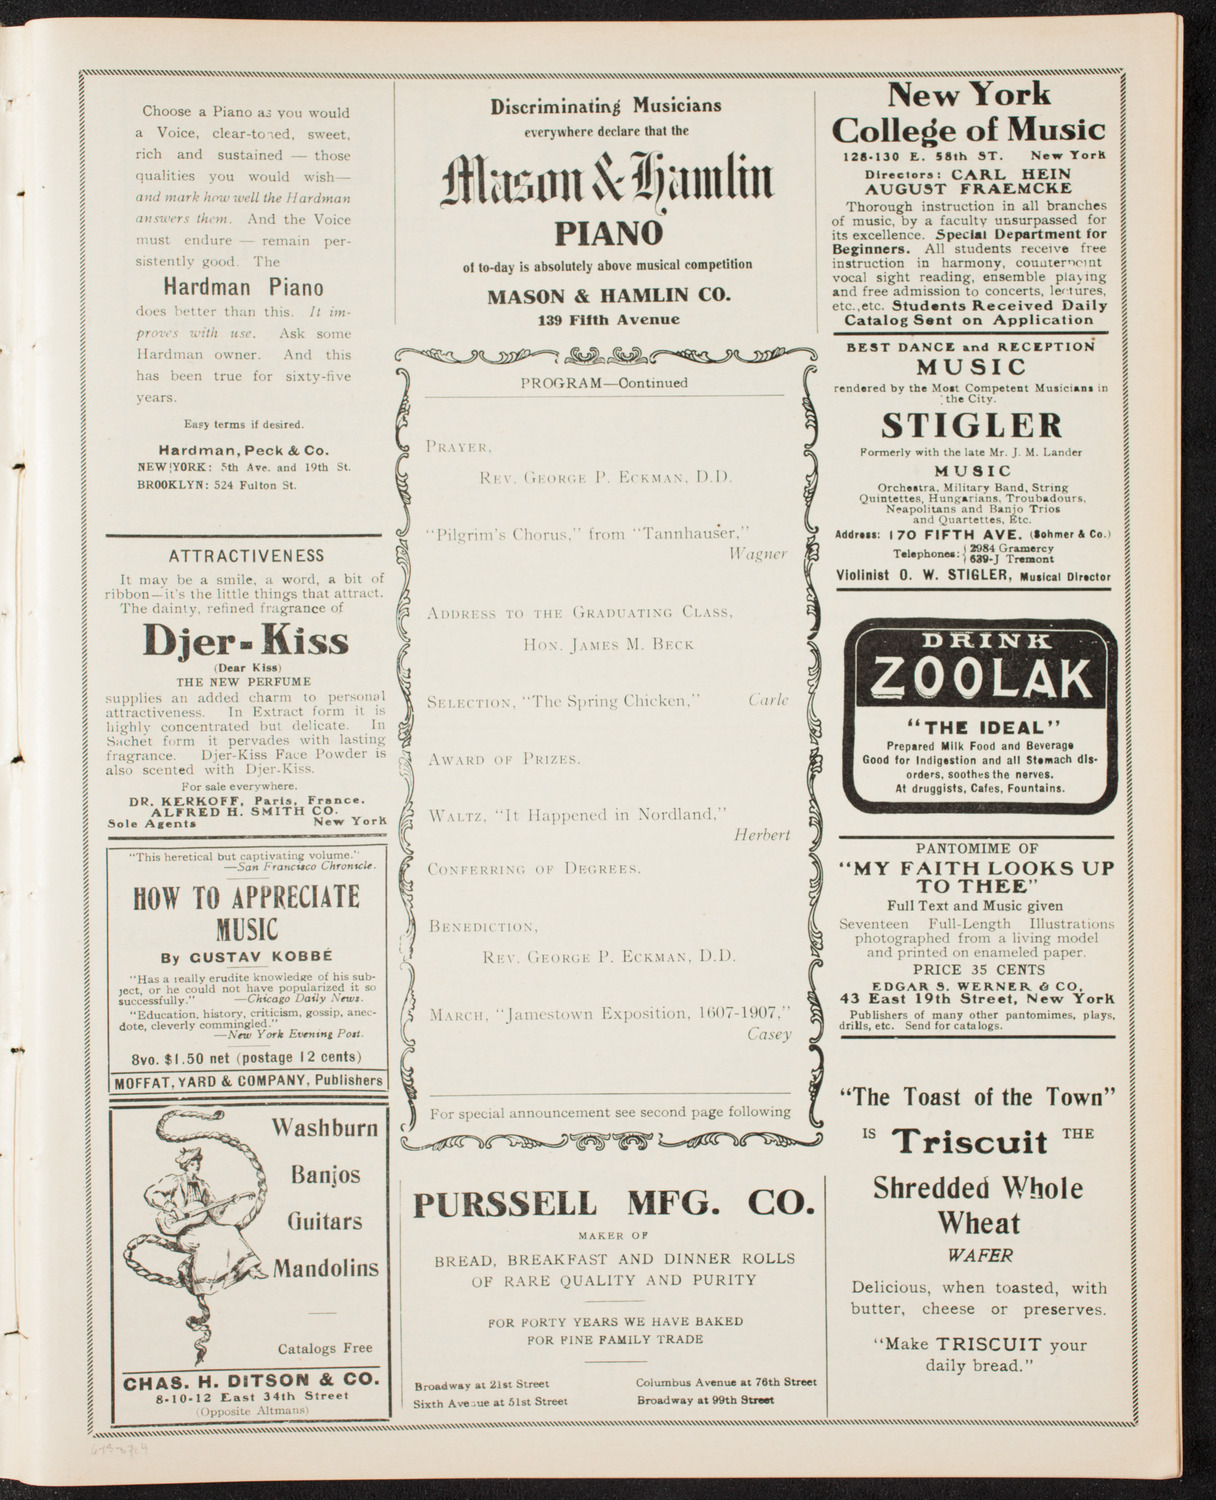 Choose a Piano as you would
a Voice, clear-toned, sweet,
rich and sustained — those
qualities you would wish—
and mark how well the Hardman
answers them. And the Voice
must endure — remain per-
sistently good. The
Hardman Piano
does better than this. It im-
proves with use. Ask some
Hardman owner. And this
has been true for sixty-five
years.
Easy terms if desired.
Hardman, Peck & Co.
NEW YORK: 5th Ave. and 19th St.
BROOKLYN: 524 Fulton St.
ATTRACTIVENESS
It may be a smile, a word, a bit of
ribbon—it's the little things that attract.
The dainty, refined fragrance of
Djer-Kiss
(Dear Kiss)
THE NEW PERFUME
supplies an added charm to personal
attractiveness. In Extract form it is
highly concentrated but delicate. In
Sachet form it pervades with lasting
fragrance. Djer-Kiss Face Powder is
also scented with Djer-Kiss.
For sale everywhere.
DR. KERKOFF, Paris, France.
ALFRED H. SMITH CO.
Sole Agents New York
"This heretical but captivating volume."
—San Francisco Chronicle.
HOW TO APPRECIATE
MUSIC
By GUSTAV KOBBÉ
"Has a really erudite knowledge of his sub-
ject, or he could not have popularized it so
successfully." —Chicago Daily News.
"Education, history, criticism, gossip, anec-
dote, cleverly commingled."
—New York Evening Post.
8vo. $1.50 net (postage 12 cents)
MOFFAT, YARD & COMPANY, Publishers
Washburn
Banjos
Guitars
Mandolins
Catalogs Free
CHAS. H. DITSON & CO.
8-10-12 East 34th Street
(Opposite Altmans)
Discriminating Musicians
everywhere declare that the
Mason & Hamlin
PIANO
of to-day is absolutely above musical competition
MASON & HAMLIN CO.
139 Fifth Avenue
PROGRAM—Continued
PRAYER,
REV. GEORGE P. ECKMAN, D.D.
"Pilgrim's Chorus," from "Tannhauser,"
Wagner
ADDRESS TO THE GRADUATING CLASS,
HON. JAMES M. BECK
SELECTION, "The Spring Chicken," Carle
AWARD OF PRIZES.
WALTZ, "It Happened in Nordland,"
Herbert
CONFERRING OF DEGREES.
BENEDICTION,
REV. GEORGE P. ECKMAN, D.D.
MARCH, "Jamestown Exposition, 1607-1907,"
Casey
For special announcement see second page following
PURSSELL MFG. CO.
MAKER OF
BREAD, BREAKFAST AND DINNER ROLLS
OF RARE QUALITY AND PURITY
FOR FORTY YEARS WE HAVE BAKED
FOR FINE FAMILY TRADE
Broadway at 21st Street Columbus Avenue at 76th Street
Sixth Avenue at 51st Street Broadway at 99th Street
New York
College of Music
128-130 E. 58th ST. New York
Directors: CARL HEIN
AUGUST FRAEMCKE
Thorough instruction in all branches
of music, by a faculty unsurpassed for
its excellence. Special Department for
Beginners. All students receive free
instruction in harmony, counterpoint
vocal sight reading, ensemble playing
and free admission to concerts, lectures,
etc., etc. Students Received Daily
Catalog Sent on Application
BEST DANCE and RECEPTION
MUSIC
rendered by the Most Competent Musicians in
the City.
STIGLER
Formerly with the late Mr. J. M. Lander
MUSIC
Orchestra, Military Band, String
Quintettes, Hungarians, Troubadours,
Neapolitans and Banjo Trios
and Quartettes, Etc.
Address: 170 FIFTH AVE. (Sohmer & Co.)
Telephones: 2984 Gramercy
639-J Tremont
Violinist O. W. STIGLER, Musical Director
DRINK
ZOOLAK
"THE IDEAL"
Prepared Milk Food and Beverage
Good for Indigestion and all Stomach dis-
orders, soothes the nerves.
At druggists, Cafes, Fountains.
PANTOMIME OF
"MY FAITH LOOKS UP
TO THEE"
Full Text and Music given
Seventeen Full-Length Illustrations
photographed from a living model
and printed on enameled paper.
PRICE 35 CENTS
EDGAR S. WERNER & CO.
43 East 19th Street, New York
Publishers of many other pantomimes, plays,
drills, etc. Send for catalogs.
"The Toast of the Town"
IS Triscuit THE
Shredded Whole
Wheat
WAFER
Delicious, when toasted, with
butter, cheese or preserves.
"Make TRISCUIT your
daily bread."